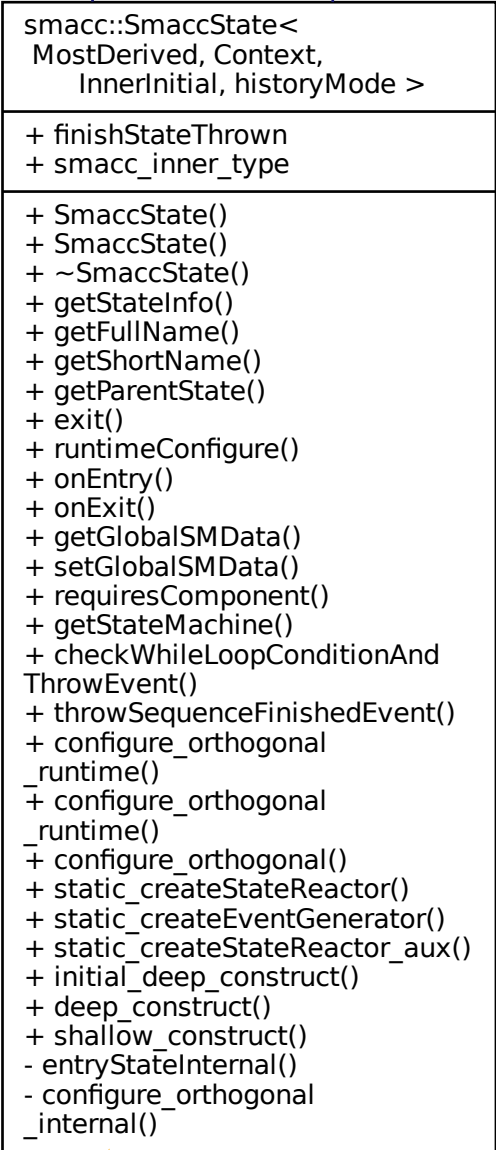 smacc::SmaccState<
MostDerived, Context,
InnerInitial, historyMode >
+ finishStateThrown
+ smacc_inner_type
+ SmaccState()
+ SmaccState()
+ ~SmaccState()
+ getStateInfo()
+ getFullName()
+ getShortName()
+ getParentState()
+ exit()
+ runtimeConfigure()
+ onEntry()
+ onExit()
+ getGlobalSMData()
+ setGlobalSMData()
+ requiresComponent()
+ getStateMachine()
+ checkWhileLoopConditionAnd
ThrowEvent()
+ throwSequenceFinishedEvent()
+ configure_orthogonal
_runtime()
+ configure_orthogonal
_runtime()
+ configure_orthogonal()
+ static_createStateReactor()
+ static_createEventGenerator()
+ static_createStateReactor_aux()
+ initial_deep_construct()
+ deep_construct()
+ shallow_construct()
- entryStateInternal()
- configure_orthogonal
_internal()